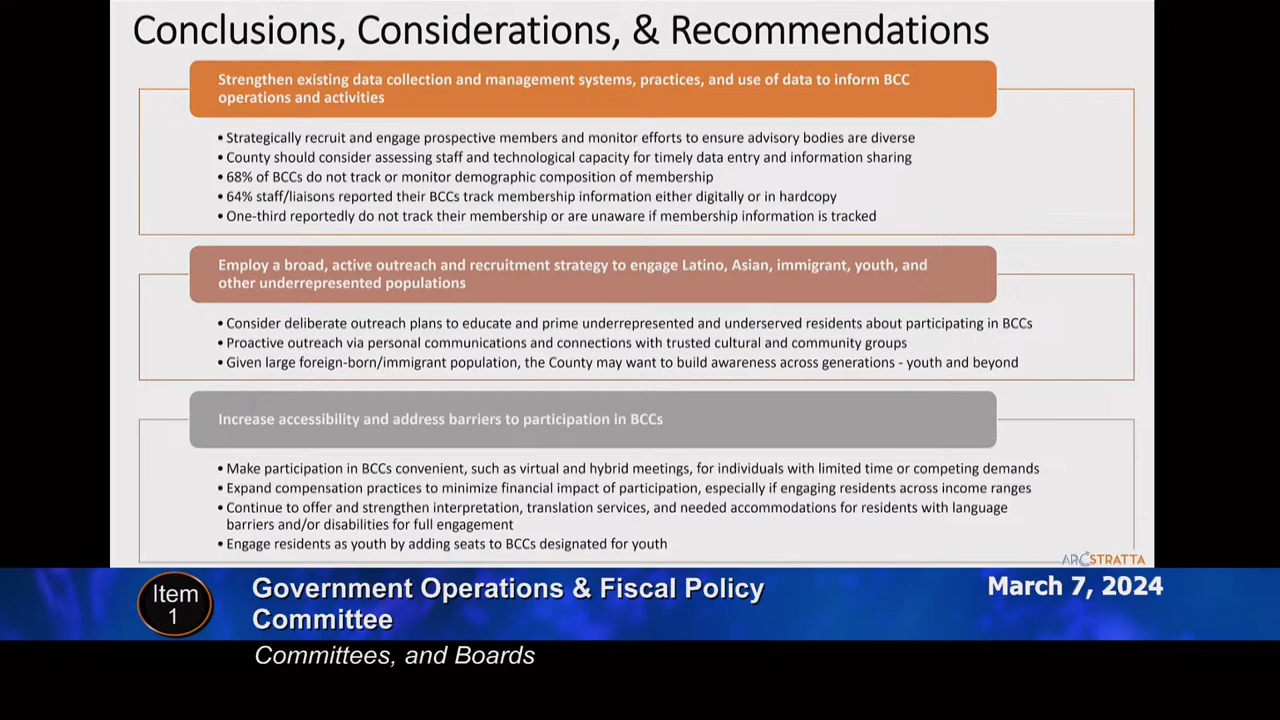 Conclusions, Considerations, & Recommendations
Strengthen existing data collection and management systems, practices, and use of data to inform BCC
operations and activities
• Strategically recruit and engage prospective members and monitor efforts to ensure advisory bodies are diverse
• County should consider assessing staff and technological capacity for timely data entry and information sharing
• 68% of BCCs do not track or monitor demographic composition of membership
• 64% staff/liaisons reported their BCCs track membership information either digitally or in hardcopy
• One-third reportedly do not track their membership or are unaware if membership information is tracked
Employ a broad, active outreach and recruitment strategy to engage Latino, Asian, immigrant, youth, and
other underrepresented populations
• Consider deliberate outreach plans to educate and prime underrepresented and underserved residents about participating in BCCs
• Proactive outreach via personal communications and connections with trusted cultural and community groups
• Given large foreign-born/immigrant population, the County may want to build awareness across generations - youth and beyond
Increase accessibility and address barriers to participation in BCCs
• Make participation in BCCs convenient, such as virtual and hybrid meetings, for individuals with limited time or competing demands
• Expand compensation practices to minimize financial impact of participation, especially if engaging residents across income ranges
• Continue to offer and strengthen interpretation, translation services, and needed accommodations for residents with language
barriers and/or disabilities for full engagement
• Engage residents as youth by adding seats to BCCs designated for youth
ARCSTRATTA
Item
1
Government Operations & Fiscal Policy
Committee
March 7, 2024
Committees, and Boards